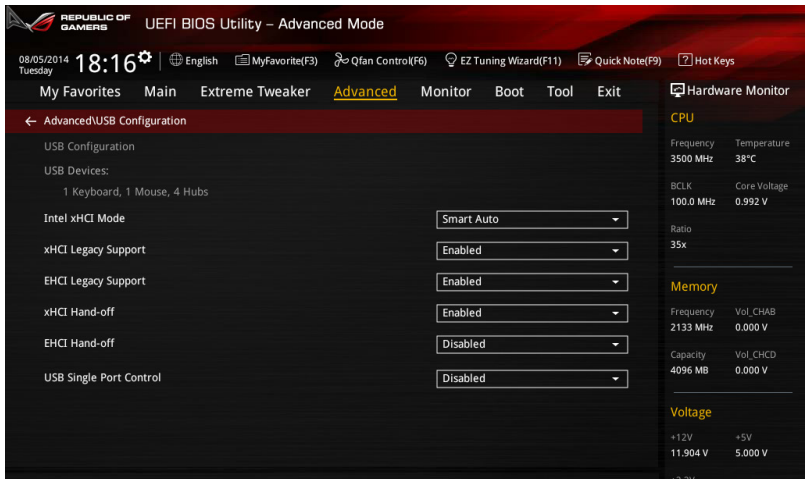 REPUBLIC OF
GAMERS
UEFI BIOS Utility – Advanced Mode
08/05/2014
Tuesday
18:16
English
MyFavorite(F3)
Qfan Control(F6)
EZ Tuning Wizard(F11)
Quick Note(F9)
? Hot Keys
My Favorites Main Extreme Tweaker Advanced Monitor Boot Tool Exit
Hardware Monitor
← Advanced\USB Configuration
USB Configuration
USB Devices:
1 Keyboard, 1 Mouse, 4 Hubs
Intel xHCI Mode Smart Auto
xHCI Legacy Support Enabled
EHCI Legacy Support Enabled
xHCI Hand-off Enabled
EHCI Hand-off Disabled
USB Single Port Control Disabled
CPU
Frequency Temperature
3500 MHz 38°C
BCLK Core Voltage
100.0 MHz 0.992 V
Ratio
35x
Memory
Frequency Vol_CHAB
2133 MHz 0.000 V
Capacity Vol_CHCD
4096 MB 0.000 V
Voltage
+12V +5V
11.904 V 5.000 V